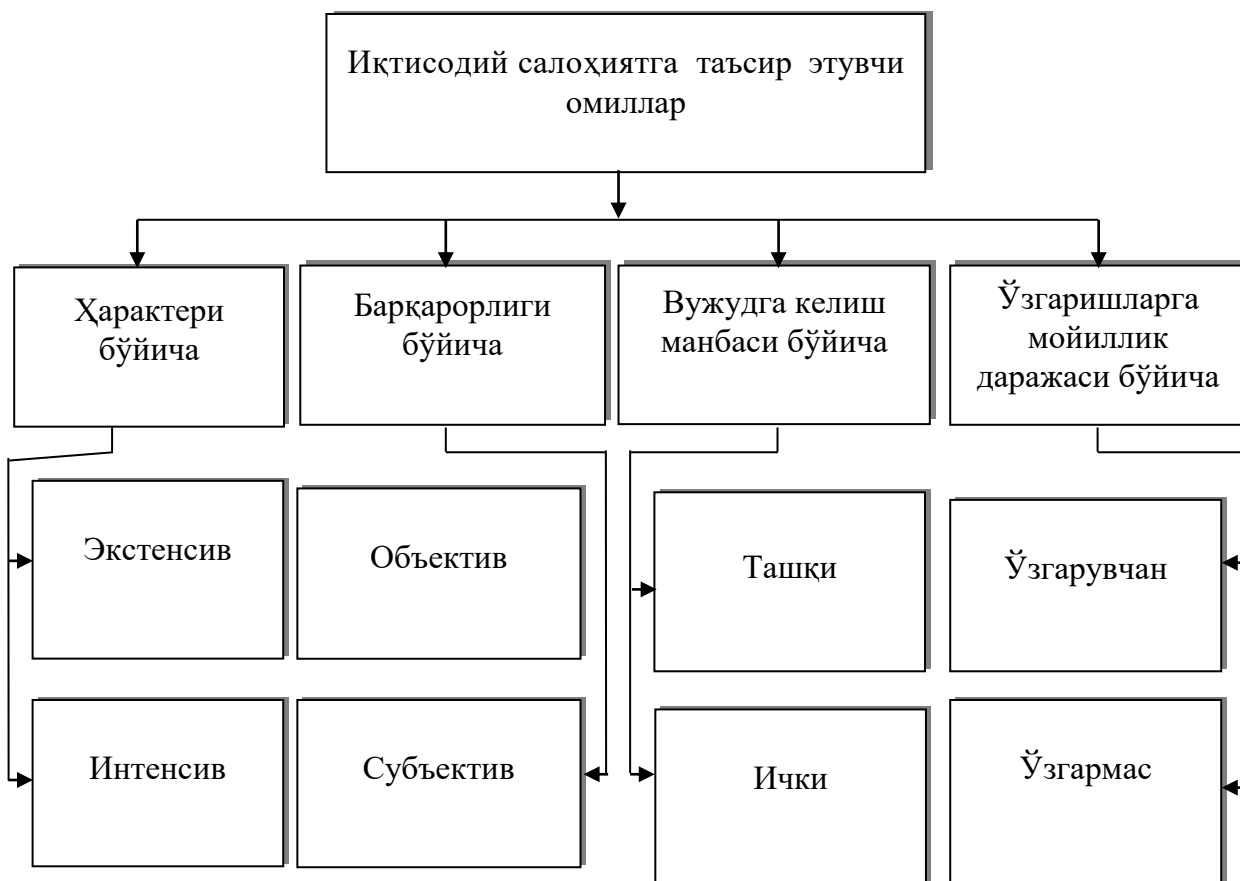 Иқтисодий салоҳиятга таъсир этувчи
омиллар
Ҳарактери
бўйича
Барқарорлиги
бўйича
Вужудга келиш
манбаси бўйича
Ўзгаришларга
мойиллик
даражаси бўйича
Экстенсив
Объектив
Ташқи
Ўзгарувчан
Интенсив
Субъектив
Ички
Ўзгармас